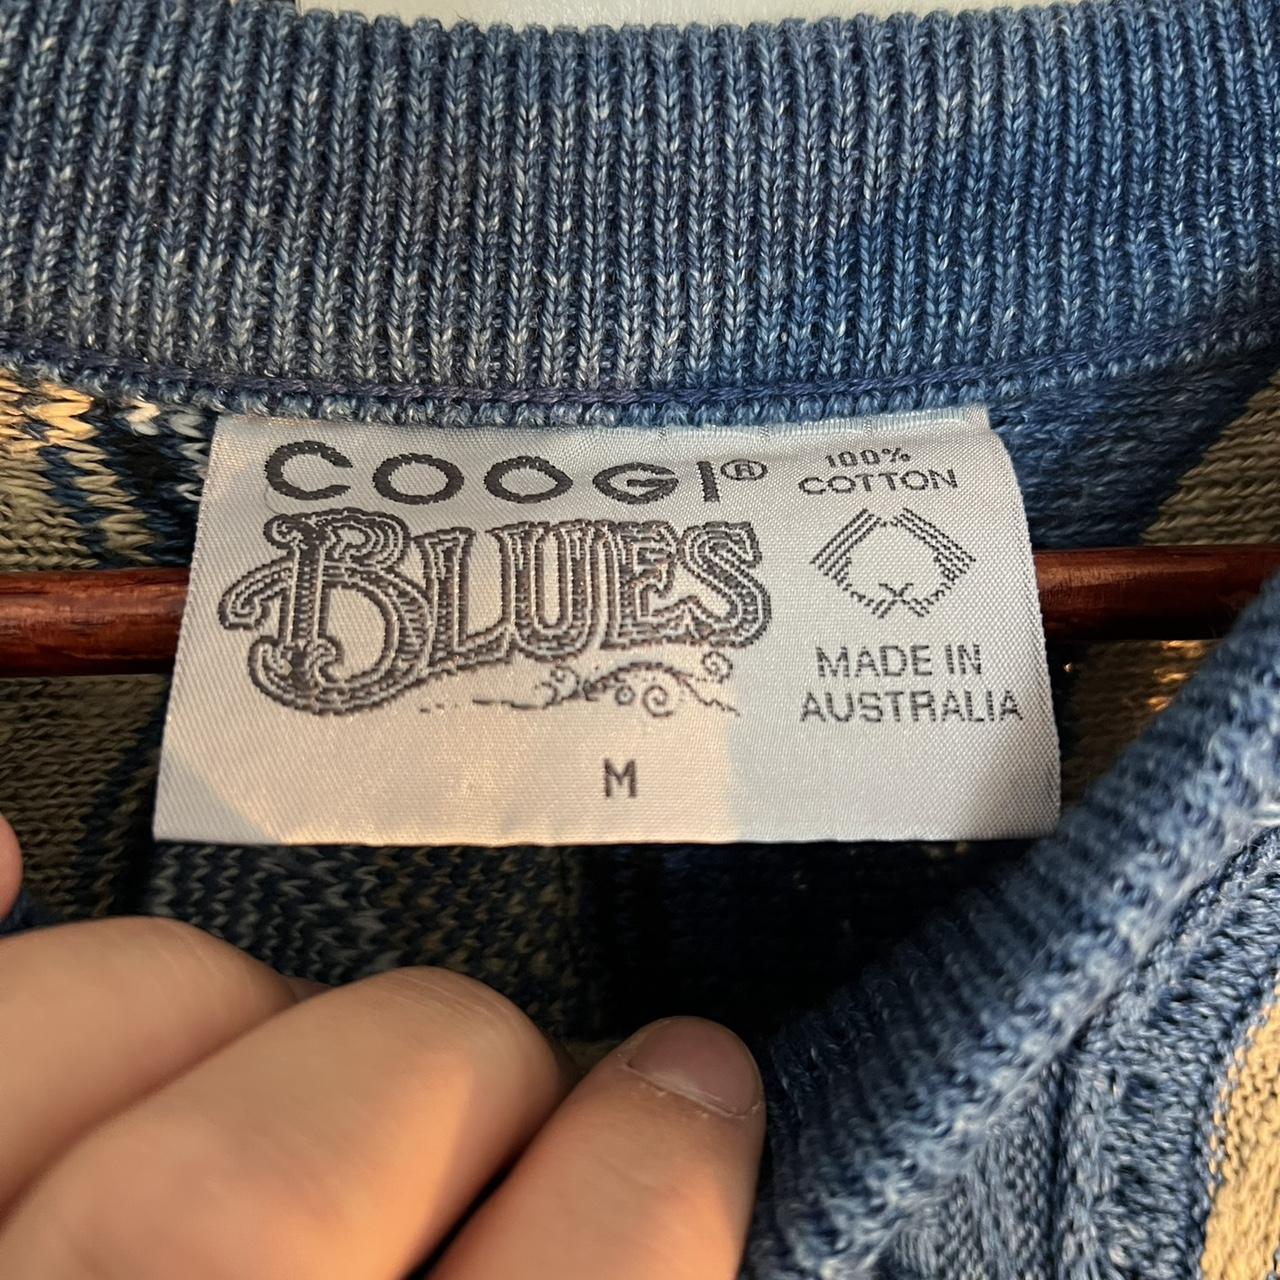 COOGI®
BLUES
M
100%
COTTON
MADE IN
AUSTRALIA